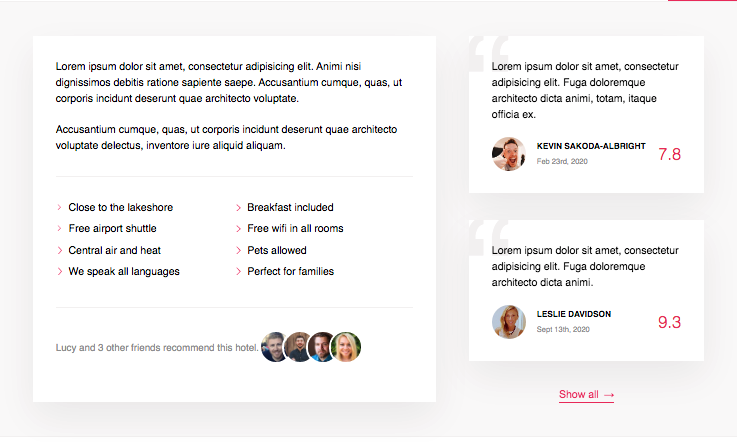 Lorem ipsum dolor sit amet, consectetur adipisicing elit. Animi nisi
dignissimos debitis ratione sapiente saepe. Accusantium cumque, quas, ut
corporis incidunt deserunt quae architecto voluptate.
Accusantium cumque, quas, ut corporis incidunt deserunt quae architecto
voluptate delectus, inventore iure aliquid aliquam.
Close to the lakeshore
Free airport shuttle
Central air and heat
We speak all languages
Breakfast included
Free wifi in all rooms
Pets allowed
Perfect for families
Lucy and 3 other friends recommend this hotel.
“
Lorem ipsum dolor sit amet, consectetur
adipisicing elit. Fuga doloremque
architecto dicta animi, totam, itaque
officia ex.
KEVIN SAKODA-ALBRIGHT
Feb 23rd, 2020
7.8
“
Lorem ipsum dolor sit amet, consectetur
adipisicing elit. Fuga doloremque
architecto dicta animi.
LESLIE DAVIDSON
Sept 13th, 2020
9.3
Show all →